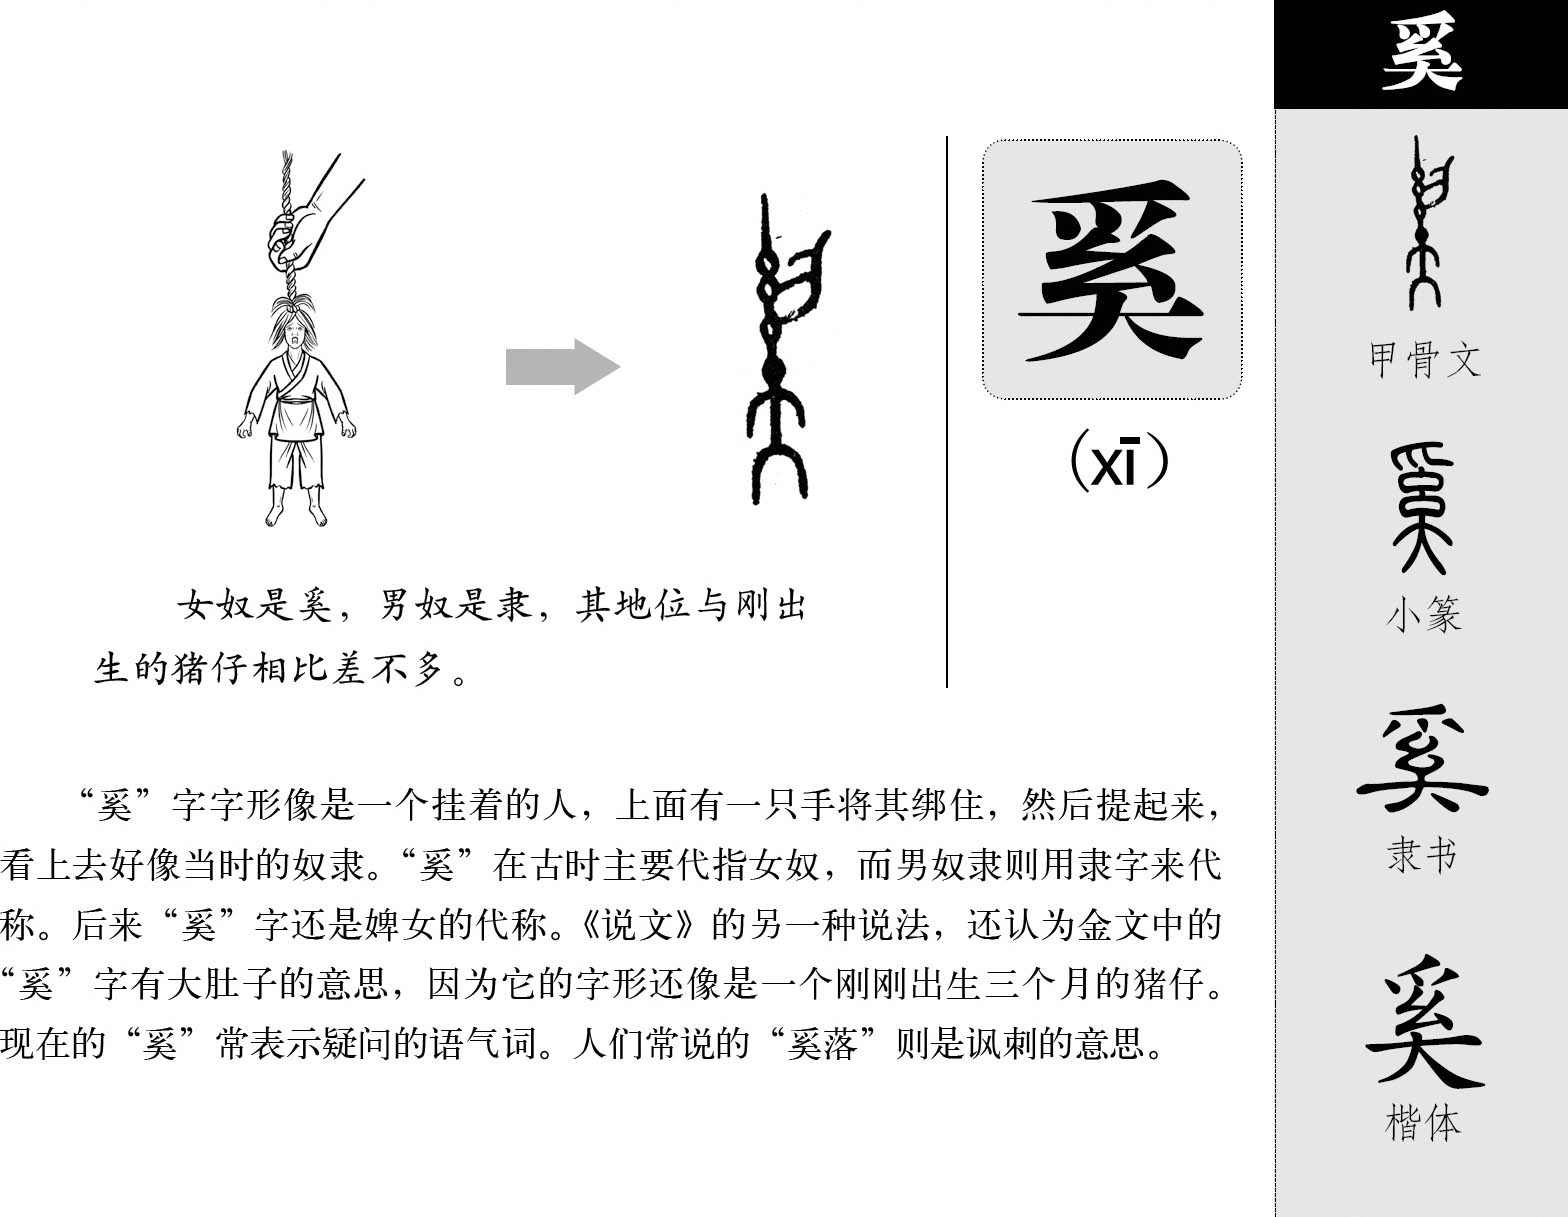 奚
奚
(xī)
女奴是奚，男奴是隶，其地位与刚出
生的猪仔相比差不多。
“奚”字字形像是一个挂着的人，上面有一只手将其绑住，然后提起来，
看上去好像当时的奴隶。“奚”在古时主要代指女奴，而男奴隶则用隶字来代
称。后来“奚”字还是婢女的代称。《说文》的另一种说法，还认为金文中的
“奚”字有大肚子的意思，因为它的字形还像是一个刚刚出生三个月的猪仔。
现在的“奚”常表示疑问的语气词。人们常说的“奚落”则是讽刺的意思。
甲骨文
奚
小篆
奚
隶书
奚
楷体